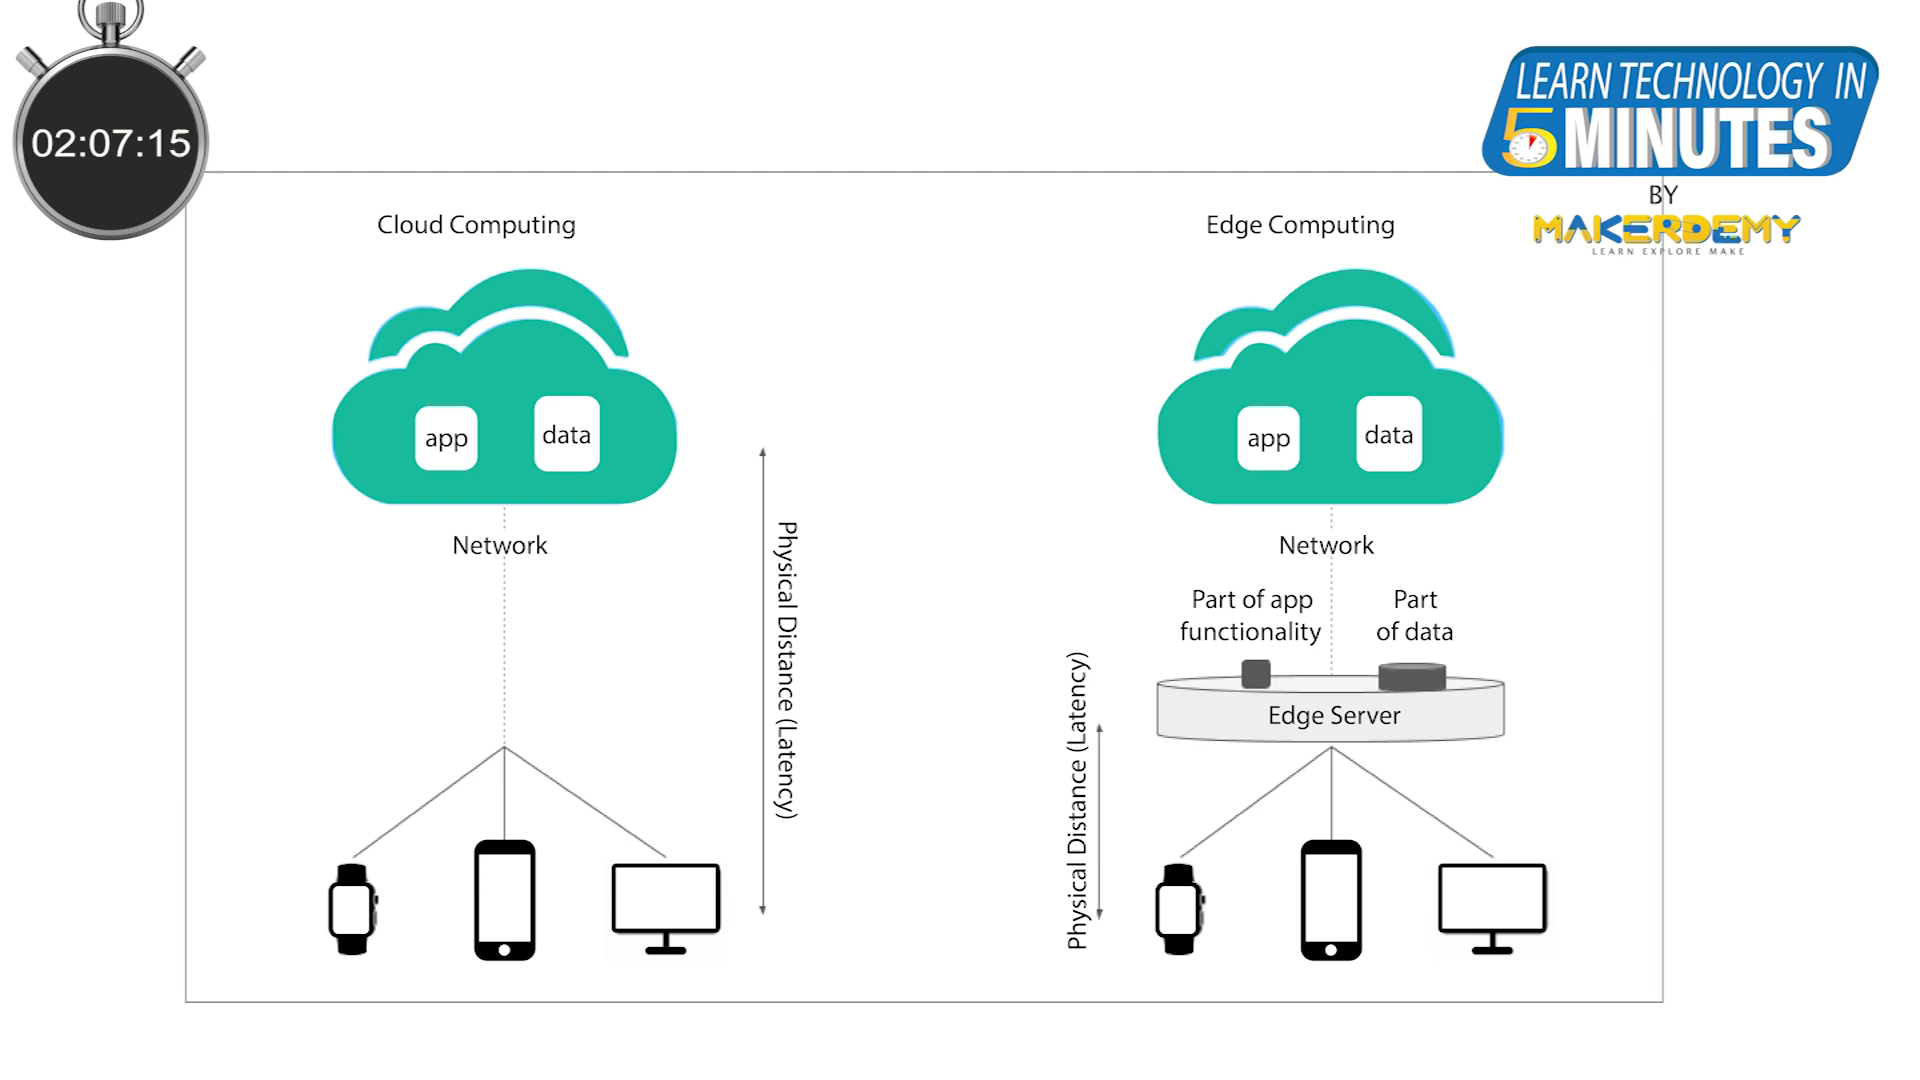 02:07:15
LEARN TECHNOLOGY IN
5 MINUTES
BY
MAKERDEMY
LEARN EXPLORE MAKE
Cloud Computing
app
data
Network
Physical Distance (Latency)
Edge Computing
app
data
Network
Part of app
functionality
Part
of data
Edge Server
Physical Distance (Latency)